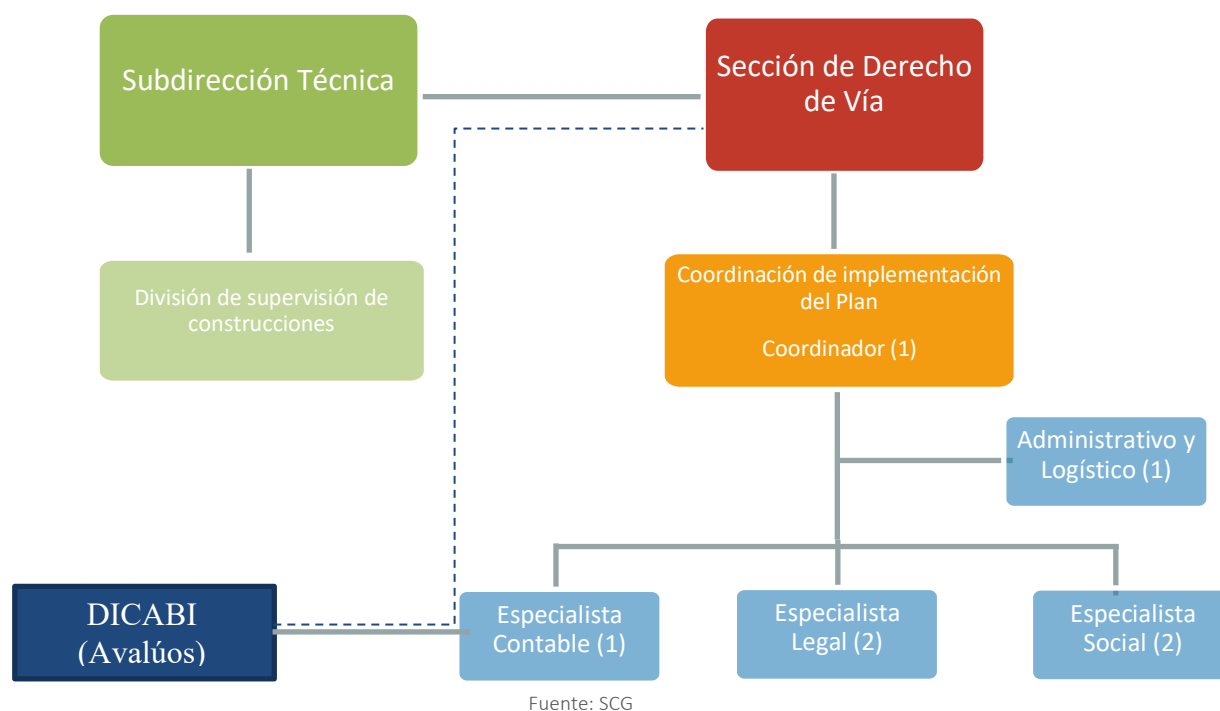 Subdirección Técnica
Sección de Derecho
de Vía
División de supervisión de
construcciones
Coordinación de implementación
del Plan
Coordinador (1)
Administrativo y
Logístico (1)
DICABI
(Avalúos)
Especialista
Contable (1)
Especialista
Legal (2)
Especialista
Social (2)
Fuente: SCG